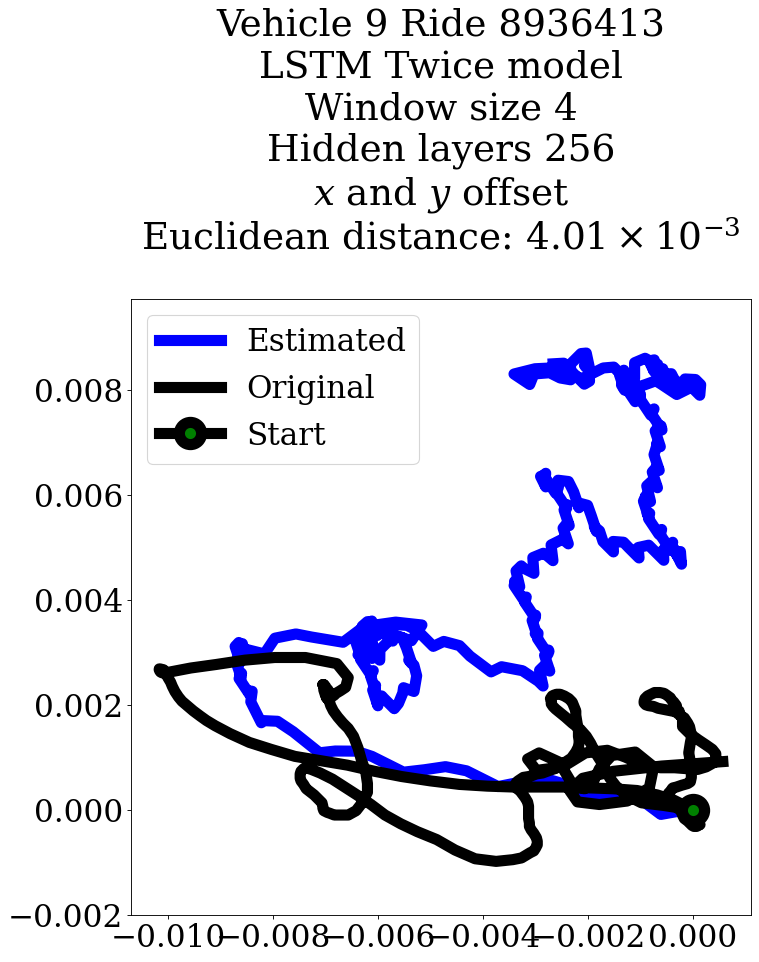 Vehicle 9 Ride 8936413
LSTM Twice model
Window size 4
Hidden layers 256
x and y offset
Euclidean distance: 4.01 × 10⁻³
Estimated
Original
Start
0.008
0.006
0.004
0.002
0.000
−0.002
−0.010 −0.008 −0.006 −0.004 −0.002 0.000